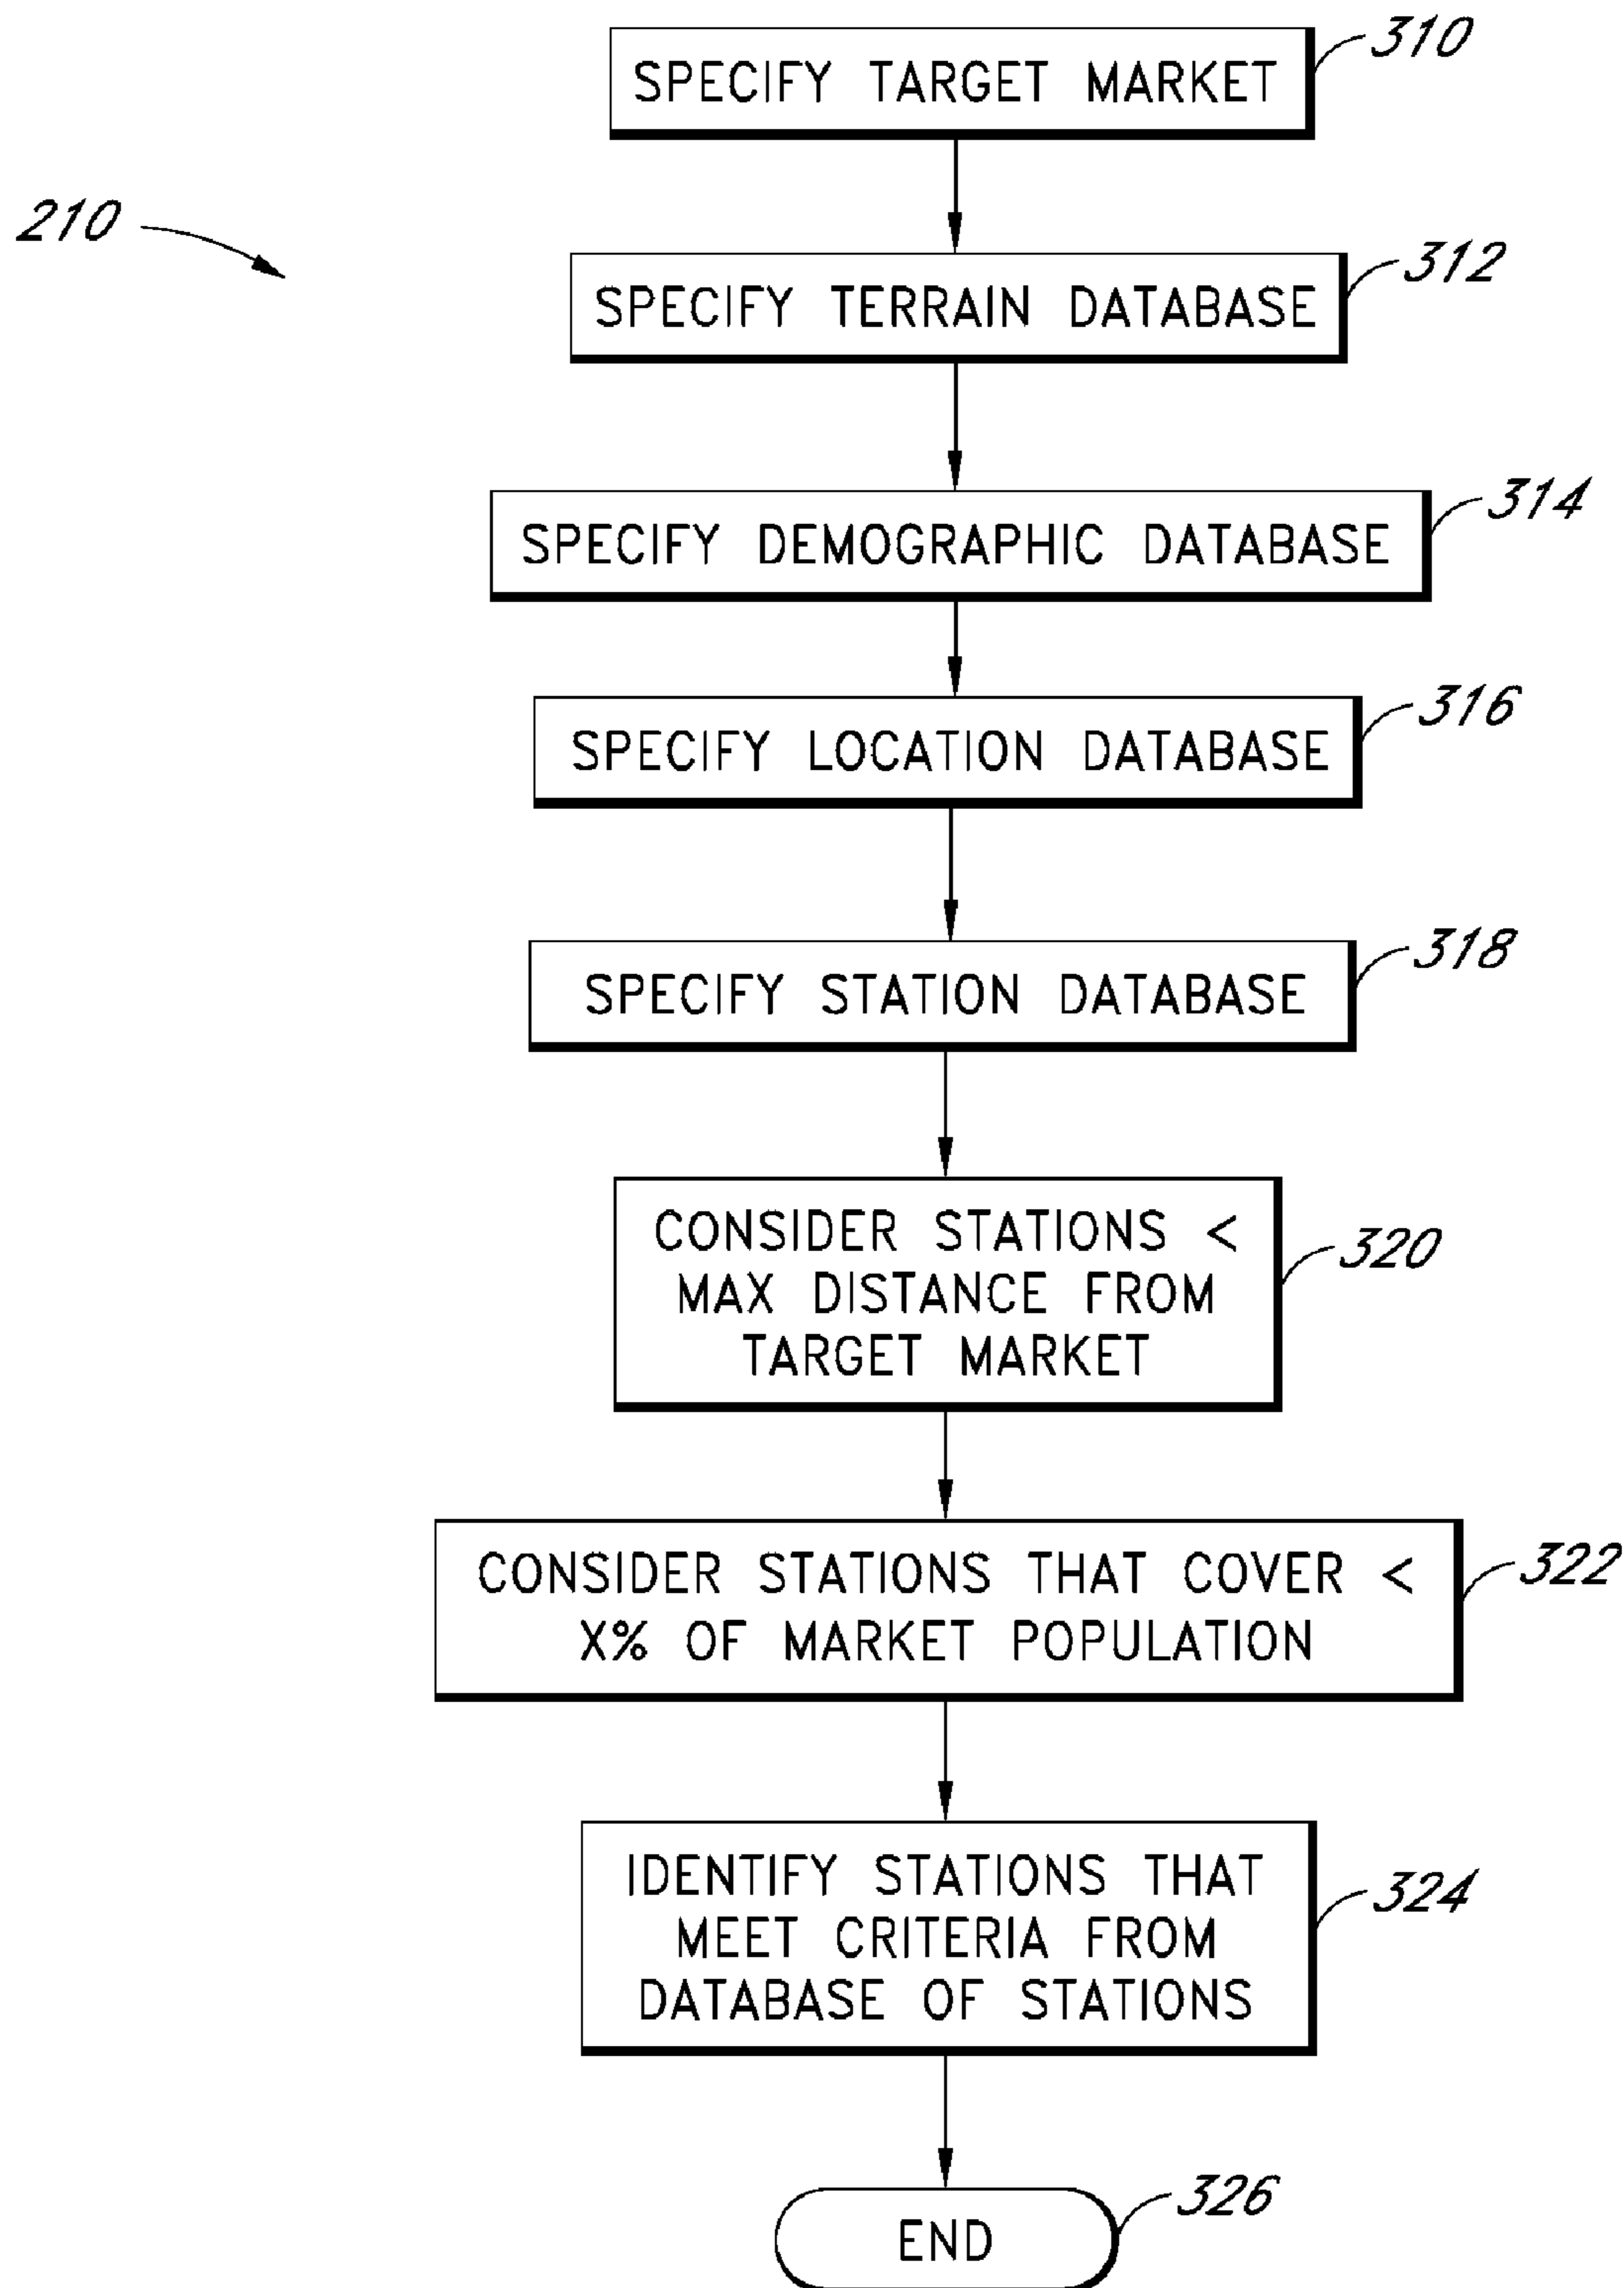 310
SPECIFY TARGET MARKET
210
312
SPECIFY TERRAIN DATABASE
314
SPECIFY DEMOGRAPHIC DATABASE
316
SPECIFY LOCATION DATABASE
318
SPECIFY STATION DATABASE
320
CONSIDER STATIONS <
MAX DISTANCE FROM
TARGET MARKET
322
CONSIDER STATIONS THAT COVER <
X% OF MARKET POPULATION
324
IDENTIFY STATIONS THAT
MEET CRITERIA FROM
DATABASE OF STATIONS
326
END